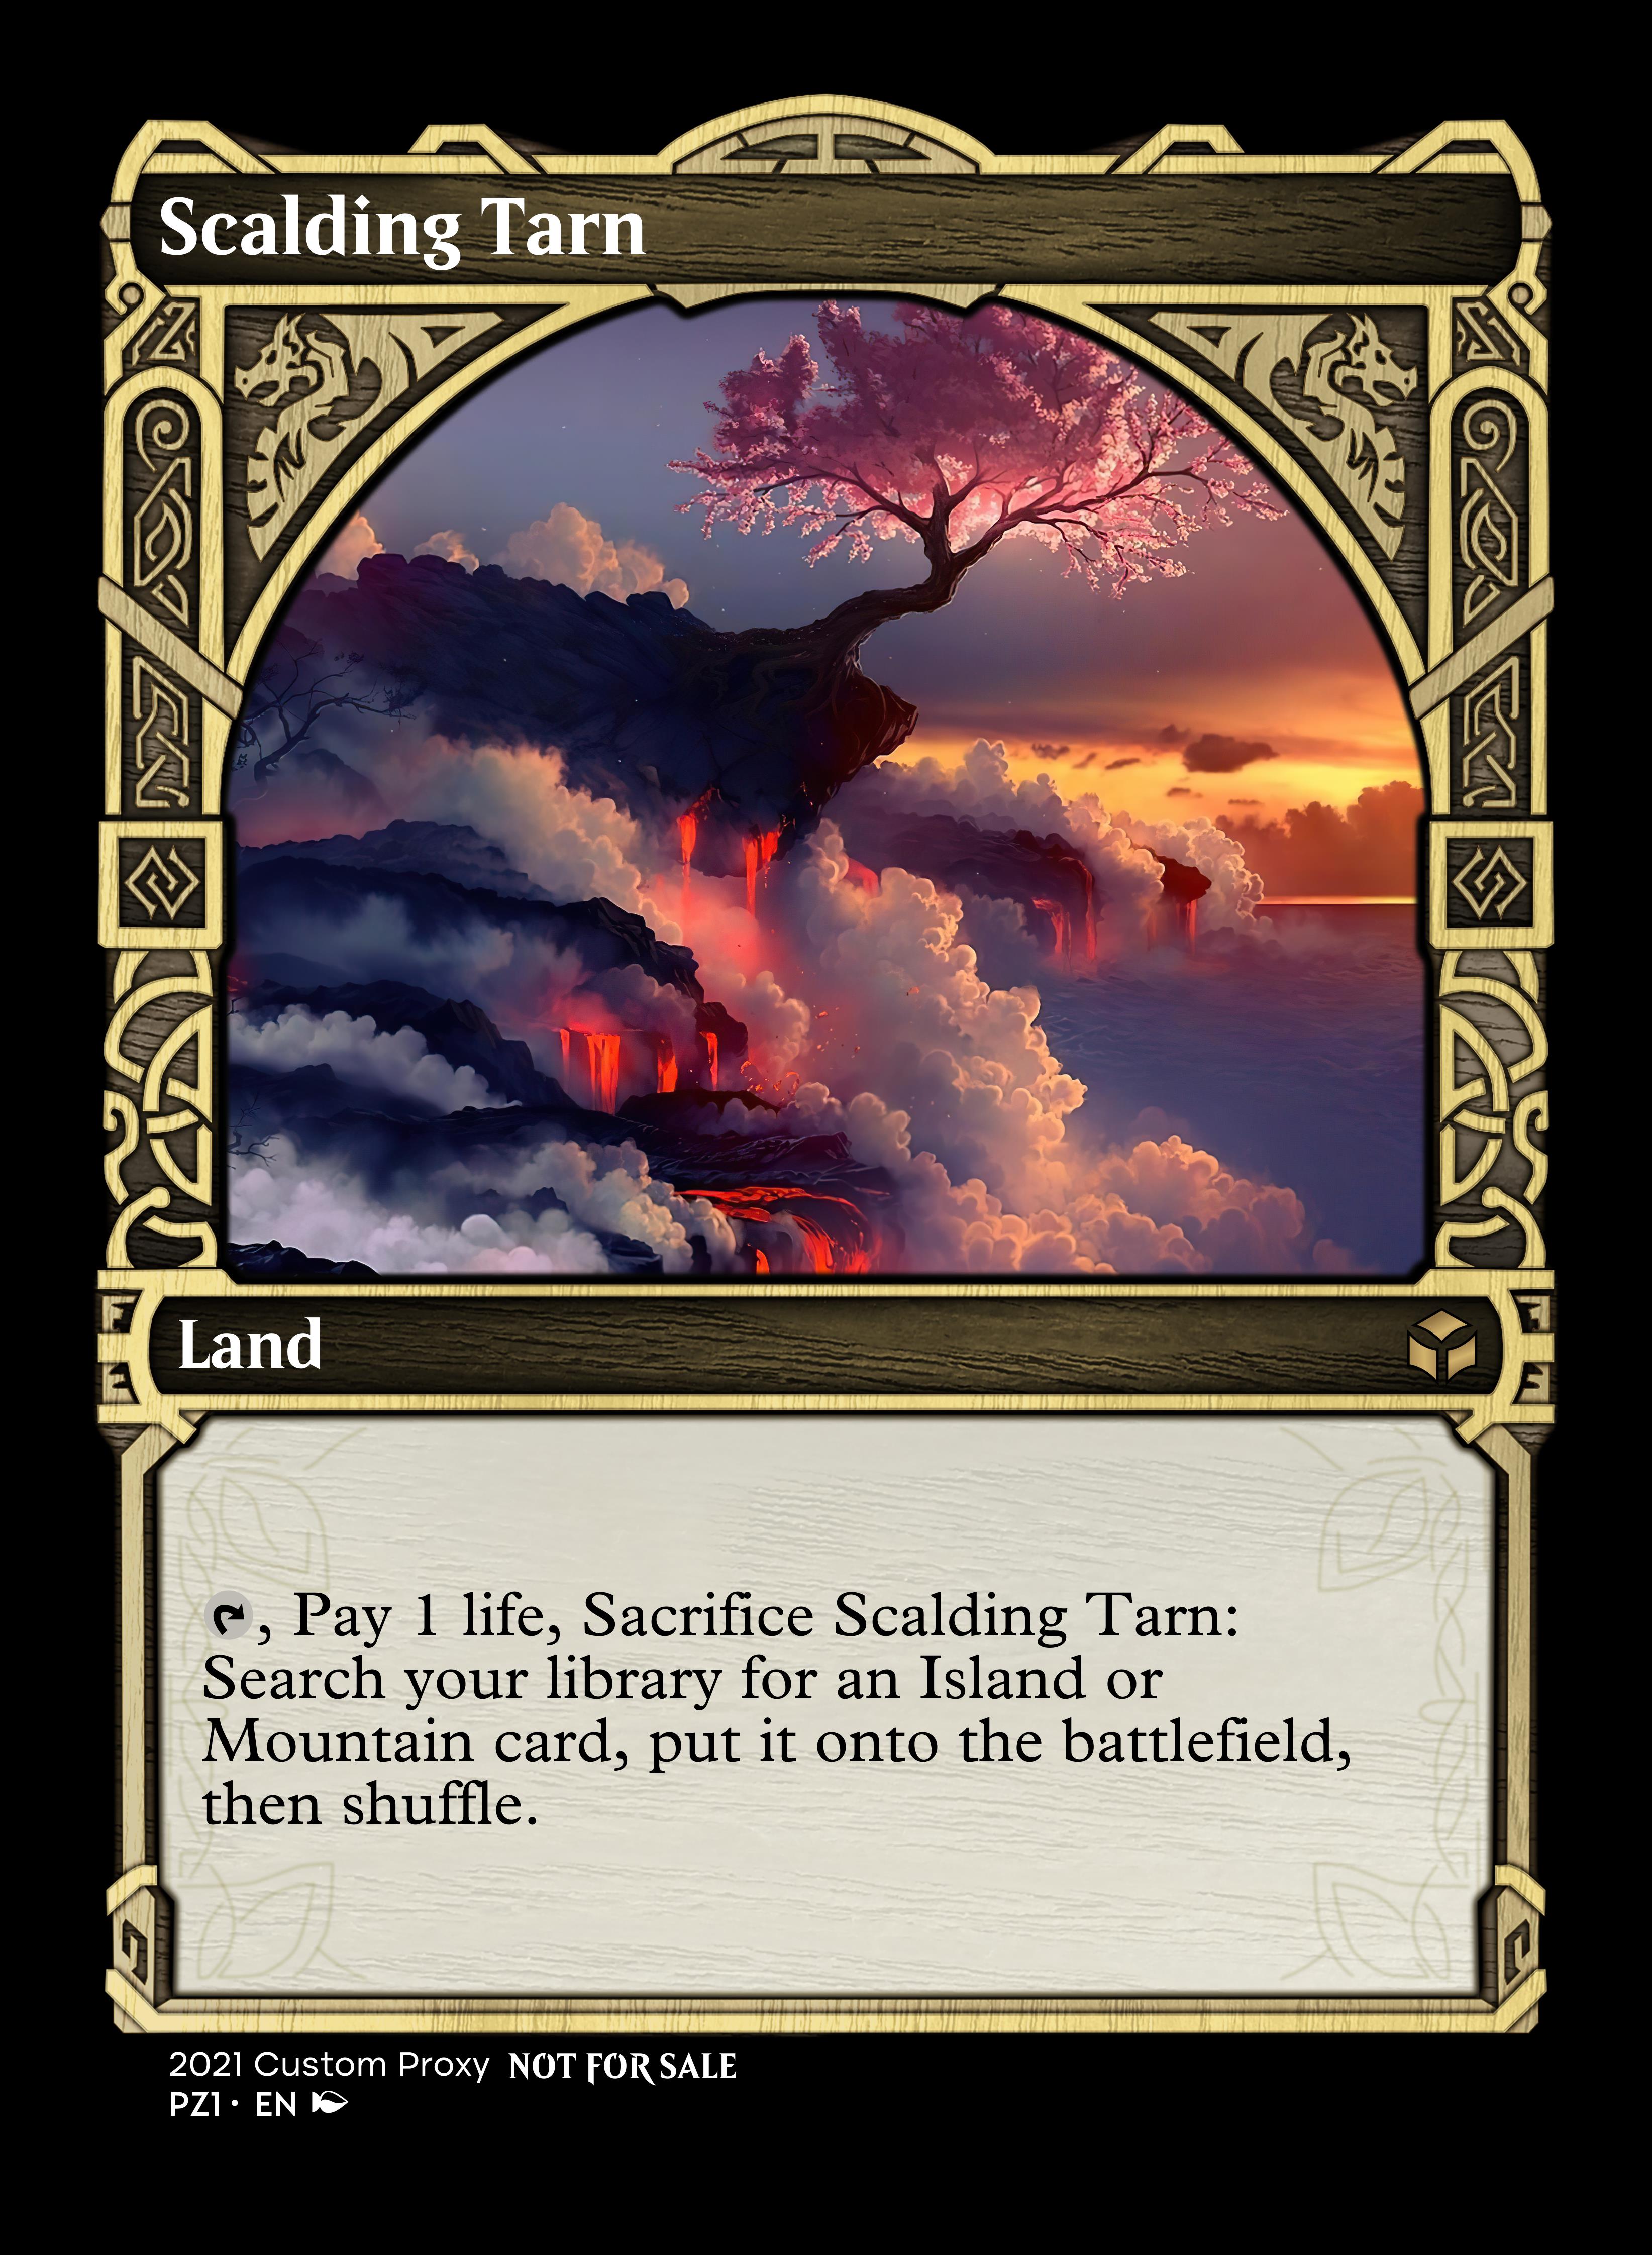 Scalding Tarn
Land
, Pay 1 life, Sacrifice Scalding Tarn:
Search your library for an Island or
Mountain card, put it onto the battlefield,
then shuffle.
2021 Custom Proxy NOT FOR SALE
PZ1 • EN